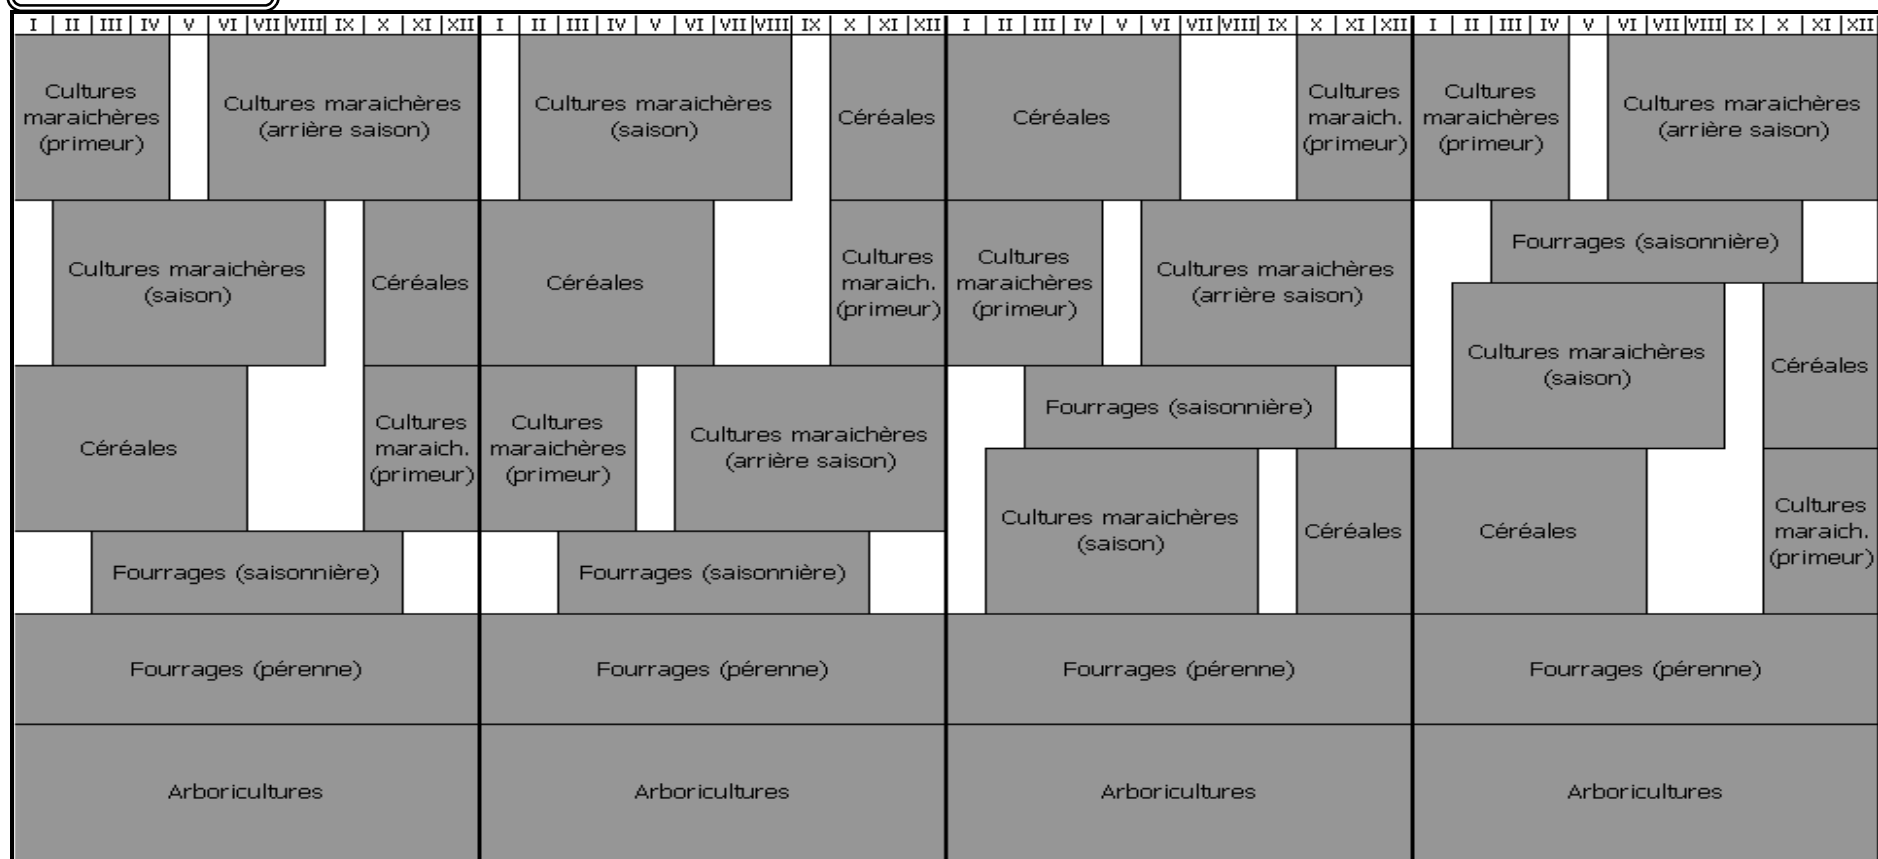 I | II | III | IV | V | VI | VII | VIII | IX | X | XI | XII | I | II | III | IV | V | VI | VII | VIII | IX | X | XI | XII | I | II | III | IV | V | VI | VII | VIII | IX | X | XI | XII | I | II | III | IV | V | VI | VII | VIII | IX | X | XI | XII
Cultures
maraichères
(primeur)
Cultures maraichères
(arrière saison)
Cultures maraichères
(saison)
Céréales
Céréales
Cultures
maraich.
(primeur)
Cultures
maraichères
(primeur)
Cultures maraichères
(arrière saison)
Cultures maraichères
(saison)
Céréales
Céréales
Cultures
maraich.
(primeur)
Cultures
maraichères
(primeur)
Cultures maraichères
(arrière saison)
Fourrages (saisonnière)
Cultures maraichères
(saison)
Céréales
Céréales
Cultures
maraich.
(primeur)
Cultures
maraichères
(primeur)
Cultures maraichères
(arrière saison)
Fourrages (saisonnière)
Cultures maraichères
(saison)
Céréales
Céréales
Cultures
maraich.
(primeur)
Fourrages (saisonnière)
Fourrages (saisonnière)
Fourrages (pérenne)
Fourrages (pérenne)
Fourrages (pérenne)
Fourrages (pérenne)
Arboricultures
Arboricultures
Arboricultures
Arboricultures